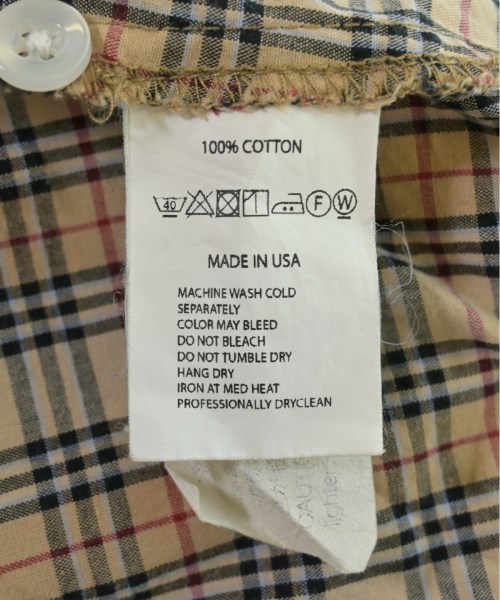 100% COTTON
40 F W
MADE IN USA
MACHINE WASH COLD
SEPARATELY
COLOR MAY BLEED
DO NOT BLEACH
DO NOT TUMBLE DRY
HANG DRY
IRON AT MED HEAT
PROFESSIONALLY DRYCLEAN